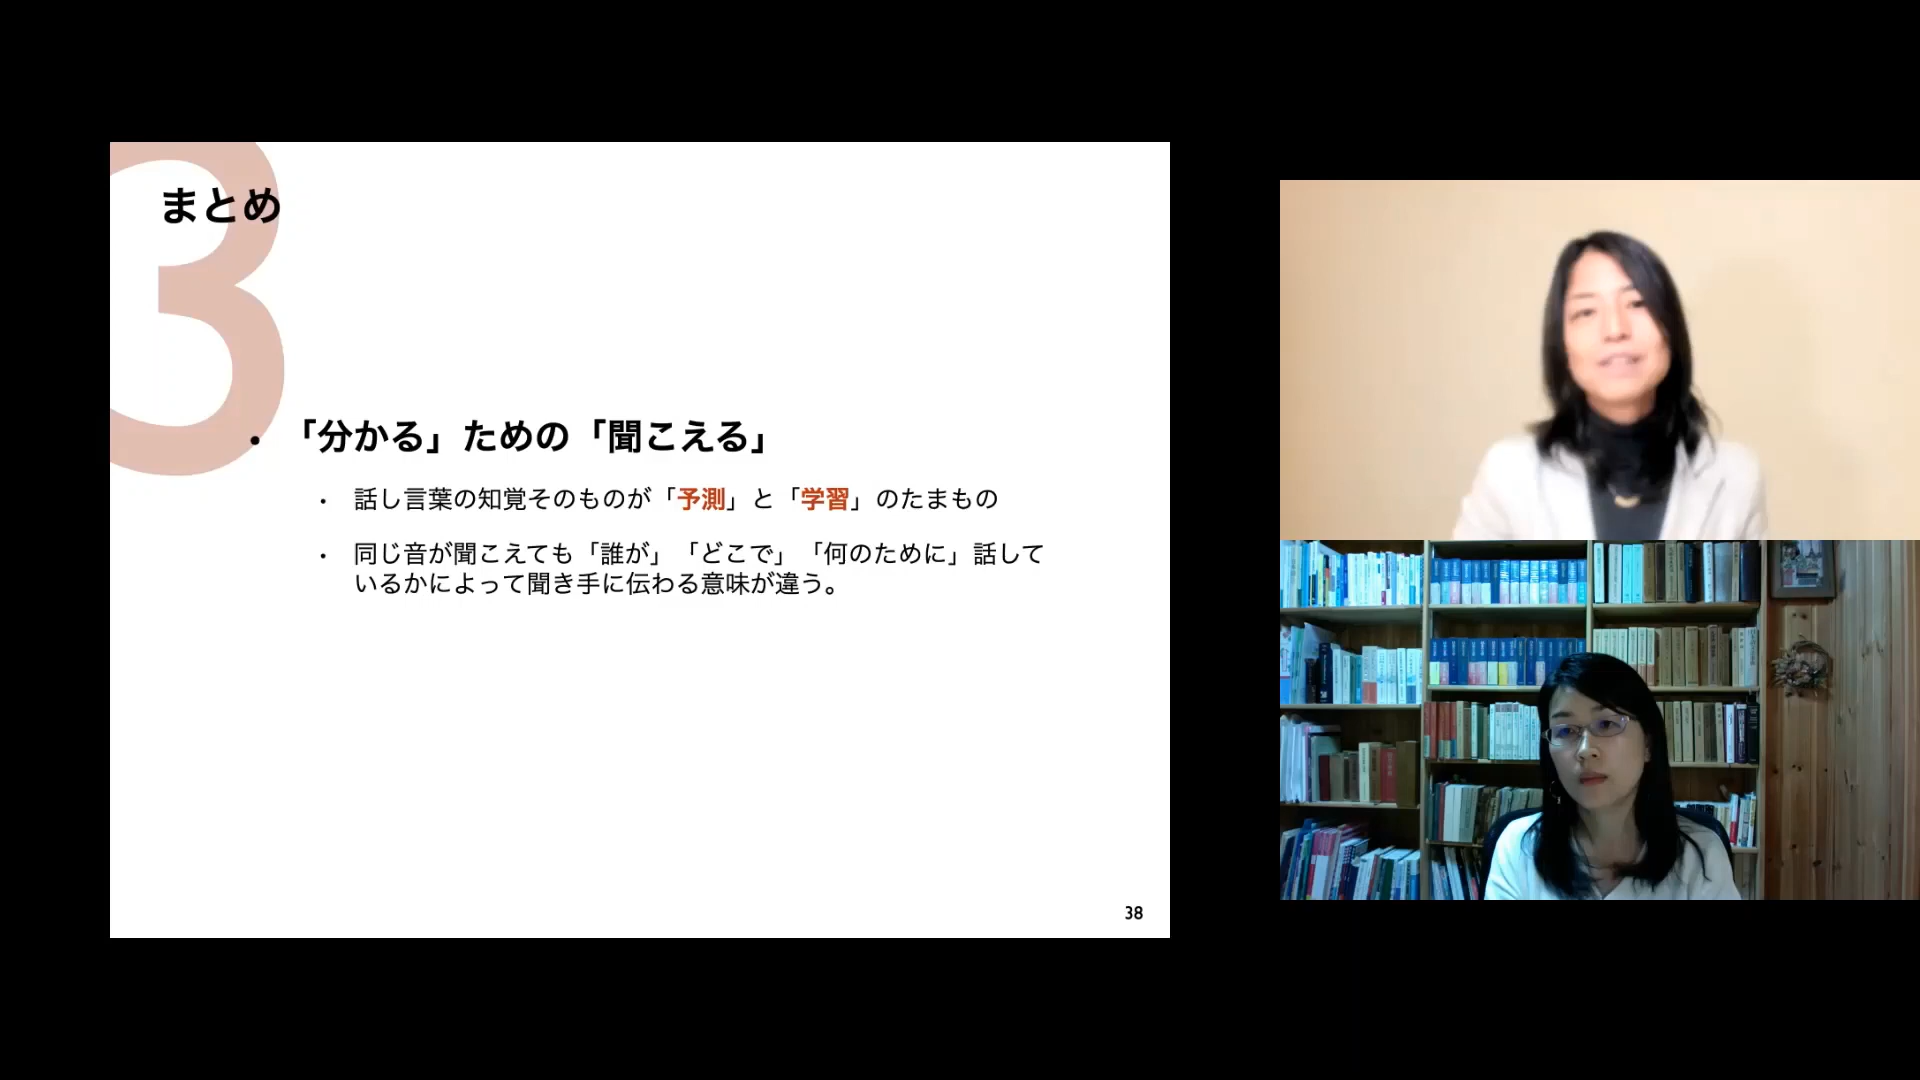 3
まとめ
• 「分かる」ための「聞こえる」
• 話し言葉の知覚そのものが「予測」と「学習」のたまもの
• 同じ音が聞こえても「誰が」「どこで」「何のために」話して
いるかによって聞き手に伝わる意味が違う。
38